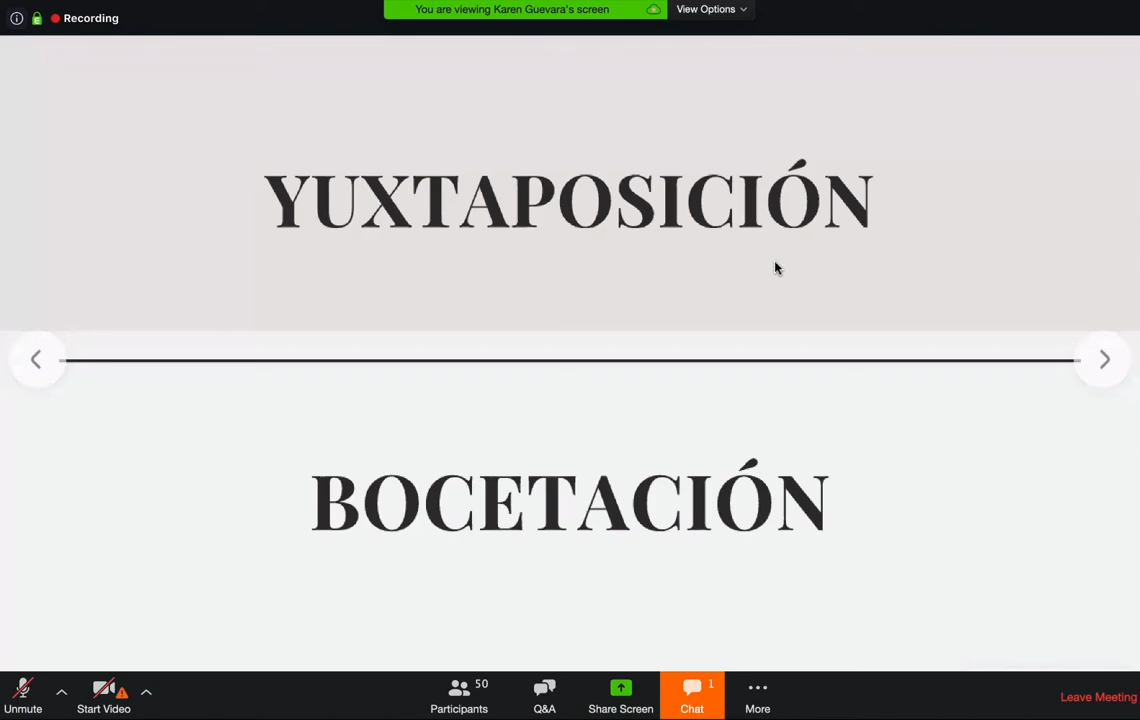 Recording
You are viewing Karen Guevara's screen
View Options
YUXTAPOSICIÓN
BOCETACIÓN
Unmute
Start Video
Participants
50
Q&A
Share Screen
Chat
1
More
Leave Meeting